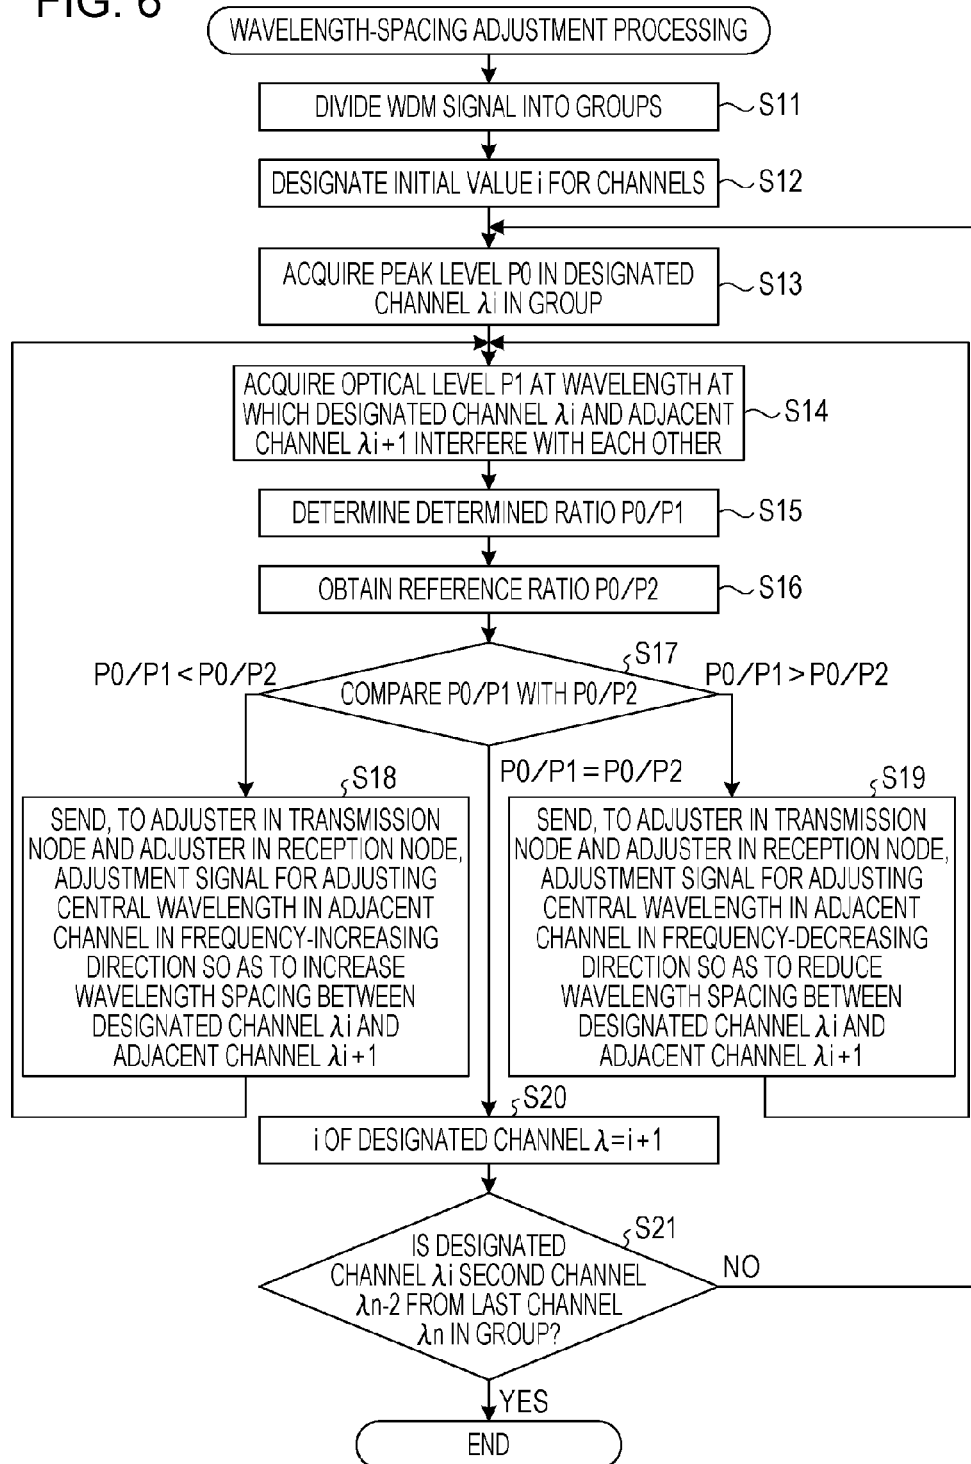 FIG. 6
WAVELENGTH-SPACING ADJUSTMENT PROCESSING
DIVIDE WDM SIGNAL INTO GROUPS
S11
DESIGNATE INITIAL VALUE i FOR CHANNELS
S12
ACQUIRE PEAK LEVEL P0 IN DESIGNATED
CHANNEL λi IN GROUP
S13
ACQUIRE OPTICAL LEVEL P1 AT WAVELENGTH AT
WHICH DESIGNATED CHANNEL λi AND ADJACENT
CHANNEL λi+1 INTERFERE WITH EACH OTHER
S14
DETERMINE DETERMINED RATIO P0/P1
S15
OBTAIN REFERENCE RATIO P0/P2
S16
S17
P0/P1<P0/P2
COMPARE P0/P1 WITH P0/P2
P0/P1>P0/P2
P0/P1=P0/P2
S18
SEND, TO ADJUSTER IN TRANSMISSION
NODE AND ADJUSTER IN RECEPTION NODE,
ADJUSTMENT SIGNAL FOR ADJUSTING
CENTRAL WAVELENGTH IN ADJACENT
CHANNEL IN FREQUENCY-INCREASING
DIRECTION SO AS TO INCREASE
WAVELENGTH SPACING BETWEEN
DESIGNATED CHANNEL λi AND
ADJACENT CHANNEL λi+1
S19
SEND, TO ADJUSTER IN TRANSMISSION
NODE AND ADJUSTER IN RECEPTION NODE,
ADJUSTMENT SIGNAL FOR ADJUSTING
CENTRAL WAVELENGTH IN ADJACENT
CHANNEL IN FREQUENCY-DECREASING
DIRECTION SO AS TO REDUCE
WAVELENGTH SPACING BETWEEN
DESIGNATED CHANNEL λi AND
ADJACENT CHANNEL λi+1
S20
i OF DESIGNATED CHANNEL λ=i+1
S21
IS DESIGNATED
CHANNEL λi SECOND CHANNEL
λn-2 FROM LAST CHANNEL
λn IN GROUP?
NO
YES
END